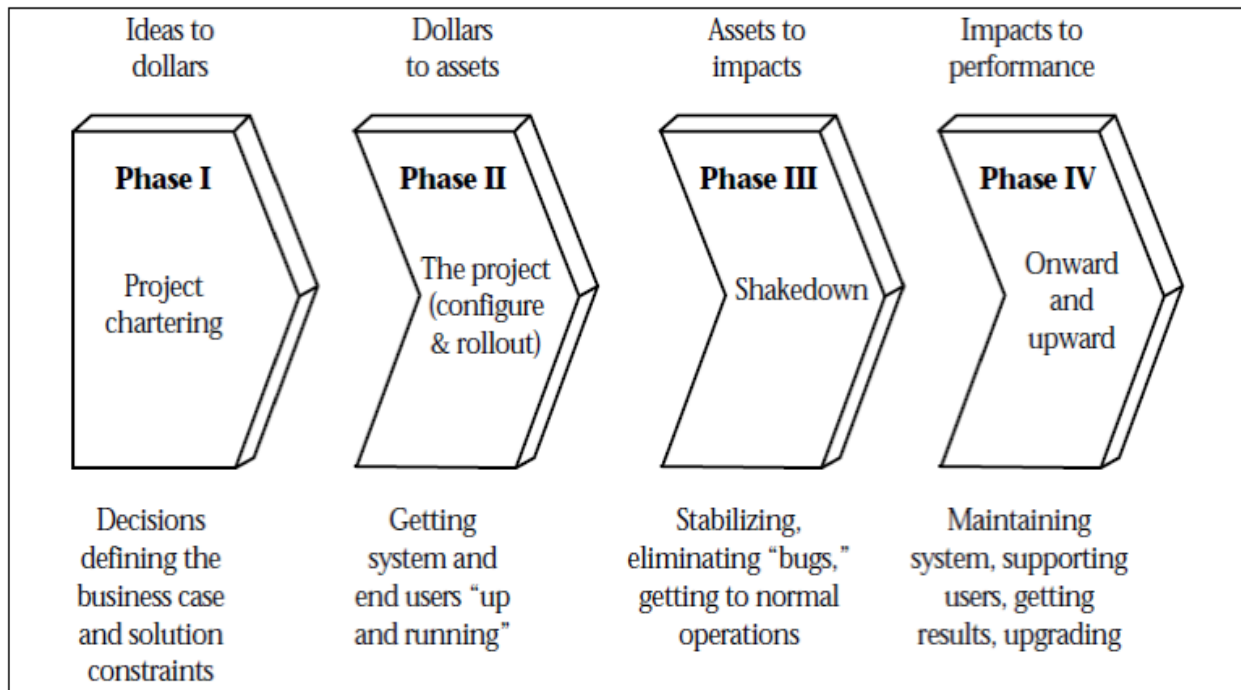 Ideas to
dollars
Dollars
to assets
Assets to
impacts
Impacts to
performance
Phase I
Project
chartering
Phase II
The project
(configure
& rollout)
Phase III
Shakedown
Phase IV
Onward
and
upward
Decisions
defining the
business case
and solution
constraints
Getting
system and
end users “up
and running”
Stabilizing,
eliminating “bugs,”
getting to normal
operations
Maintaining
system, supporting
users, getting
results, upgrading